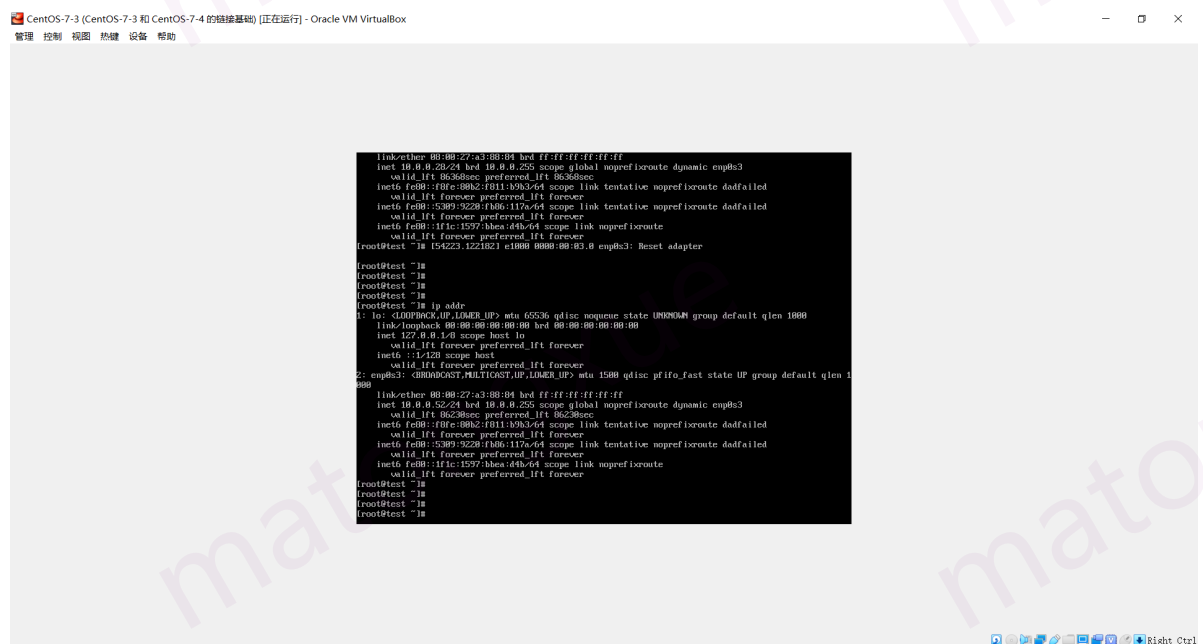 CentOS-7-3 (CentOS-7-3 和 CentOS-7-4 的链接基础) [正在运行] - Oracle VM VirtualBox
管理 控制 视图 热键 设备 帮助
link/ether 08:00:27:a3:88:84 brd ff:ff:ff:ff:ff:ff
inet 10.0.0.28/24 brd 10.0.0.255 scope global noprefixroute dynamic enp0s3
valid_lft 86368sec preferred_lft 86368sec
inet6 fe80::f8fe:80b2:f811:b9b3/64 scope link tentative noprefixroute dadfailed
valid_lft forever preferred_lft forever
inet6 fe80::5309:9220:fb86:117a/64 scope link tentative noprefixroute dadfailed
valid_lft forever preferred_lft forever
inet6 fe80::1f1c:1597:bbea:d4b/64 scope link noprefixroute
valid_lft forever preferred_lft forever
[root@test ~]# [54223.122182] e1000 0000:00:03.0 enp0s3: Reset adapter
[root@test ~]#
[root@test ~]#
[root@test ~]#
[root@test ~]#
[root@test ~]# ip addr
1: lo: <LOOPBACK,UP,LOWER_UP> mtu 65536 qdisc noqueue state UNKNOWN group default qlen 1000
link/loopback 00:00:00:00:00:00 brd 00:00:00:00:00:00
inet 127.0.0.1/8 scope host lo
valid_lft forever preferred_lft forever
inet6 ::1/128 scope host
valid_lft forever preferred_lft forever
2: enp0s3: <BROADCAST,MULTICAST,UP,LOWER_UP> mtu 1500 qdisc pfifo_fast state UP group default qlen 1
000
link/ether 08:00:27:a3:88:84 brd ff:ff:ff:ff:ff:ff
inet 10.0.0.52/24 brd 10.0.0.255 scope global noprefixroute dynamic enp0s3
valid_lft 86230sec preferred_lft 86230sec
inet6 fe80::f8fe:80b2:f811:b9b3/64 scope link tentative noprefixroute dadfailed
valid_lft forever preferred_lft forever
inet6 fe80::5309:9220:fb86:117a/64 scope link tentative noprefixroute dadfailed
valid_lft forever preferred_lft forever
inet6 fe80::1f1c:1597:bbea:d4b/64 scope link noprefixroute
valid_lft forever preferred_lft forever
[root@test ~]#
[root@test ~]#
[root@test ~]#
[root@test ~]#
Right Ctrl